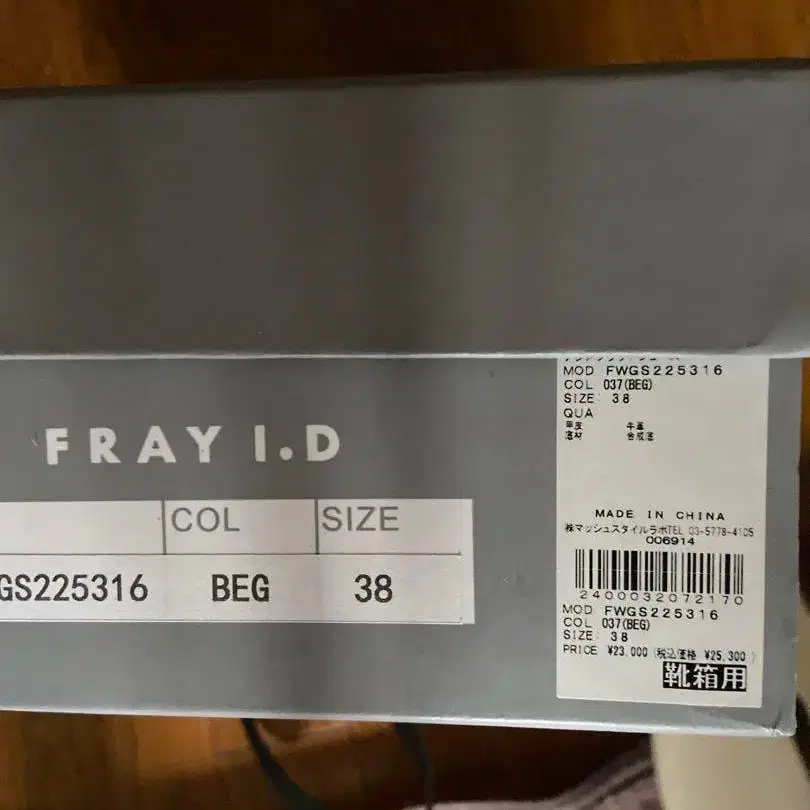 FRAY I.D
COL SIZE
GS225316 BEG 38
MOD FWGS225316
COL 037(BEG)
SIZE: 38
QUA
甲皮 牛革
底材 合成底
MADE IN CHINA
㈱マッシュスタイルラボTEL 03-5778-4105
006914
2400032072170
MOD FWGS225316
COL 037(BEG)
SIZE: 38
PRICE ¥23,000 (税込価格 ¥25,300 )
靴箱用